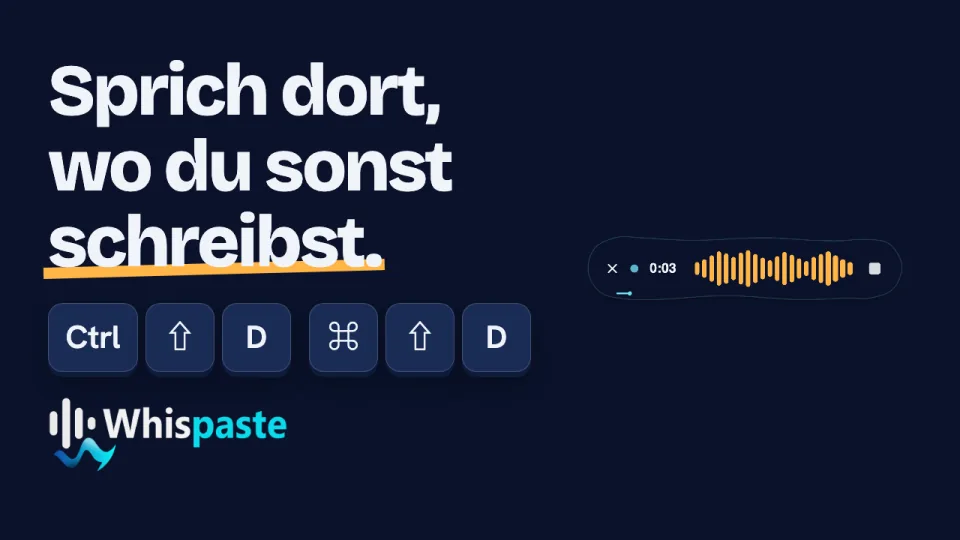 Sprich dort,
wo du sonst
schreibst.
Ctrl ⇧ D ⌘ ⇧ D
Whispaste
× 0:03